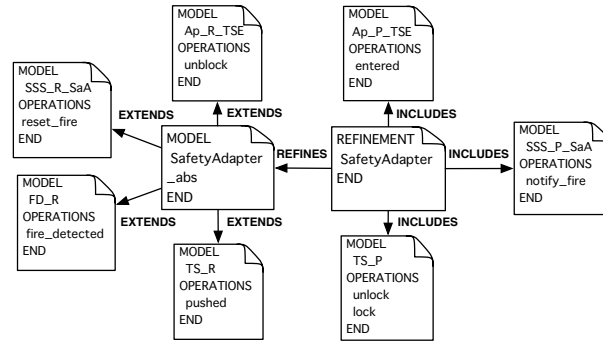 MODEL
Ap_R_TSE
OPERATIONS
unblock
END
MODEL
Ap_P_TSE
OPERATIONS
entered
END
MODEL
SSS_R_SaA
OPERATIONS
reset_fire
END
EXTENDS
EXTENDS
INCLUDES
MODEL
SafetyAdapter
_abs
END
REFINES
REFINEMENT
SafetyAdapter
END
INCLUDES
MODEL
SSS_P_SaA
OPERATIONS
notify_fire
END
MODEL
FD_R
OPERATIONS
fire_detected
END
EXTENDS
EXTENDS
INCLUDES
MODEL
TS_R
OPERATIONS
pushed
END
MODEL
TS_P
OPERATIONS
unlock
lock
END